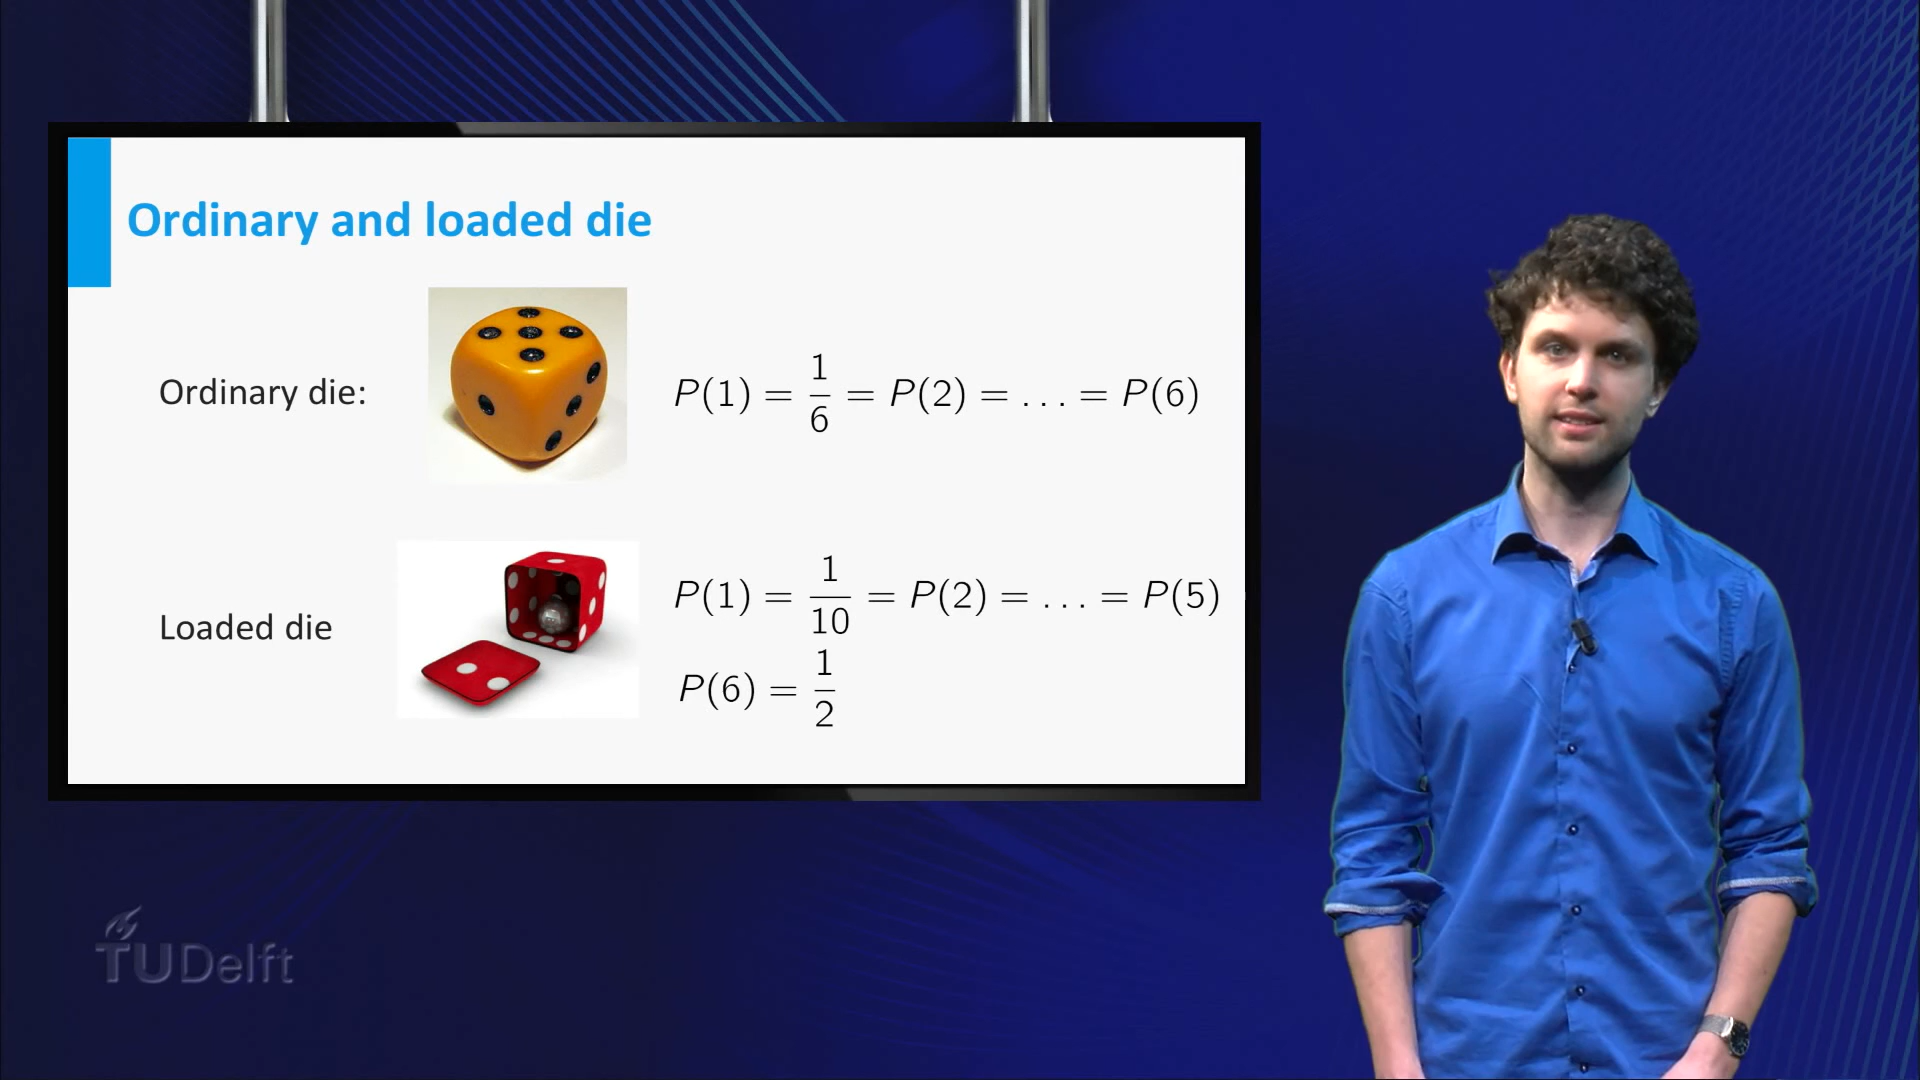 Ordinary and loaded die
Ordinary die:
P(1) = 1/6 = P(2) = ... = P(6)
Loaded die
P(1) = 1/10 = P(2) = ... = P(5)
P(6) = 1/2
TUDelft